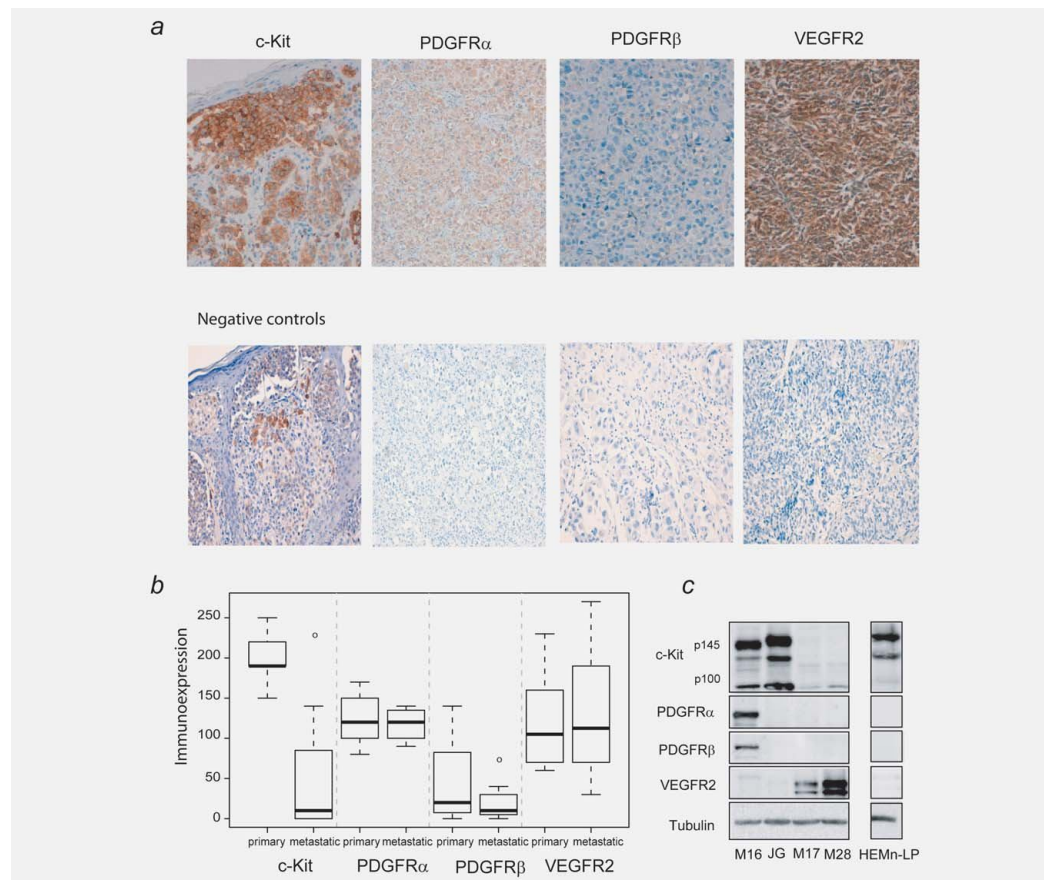 a
c-Kit PDGFRα PDGFRβ VEGFR2
Negative controls
b
Immunoexpression
250
200
150
100
50
0
primary metastatic primary metastatic primary metastatic primary metastatic
c-Kit PDGFRα PDGFRβ VEGFR2
c
c-Kit p145
p100
PDGFRα
PDGFRβ
VEGFR2
Tubulin
M16 JG M17 M28 HEMn-LP